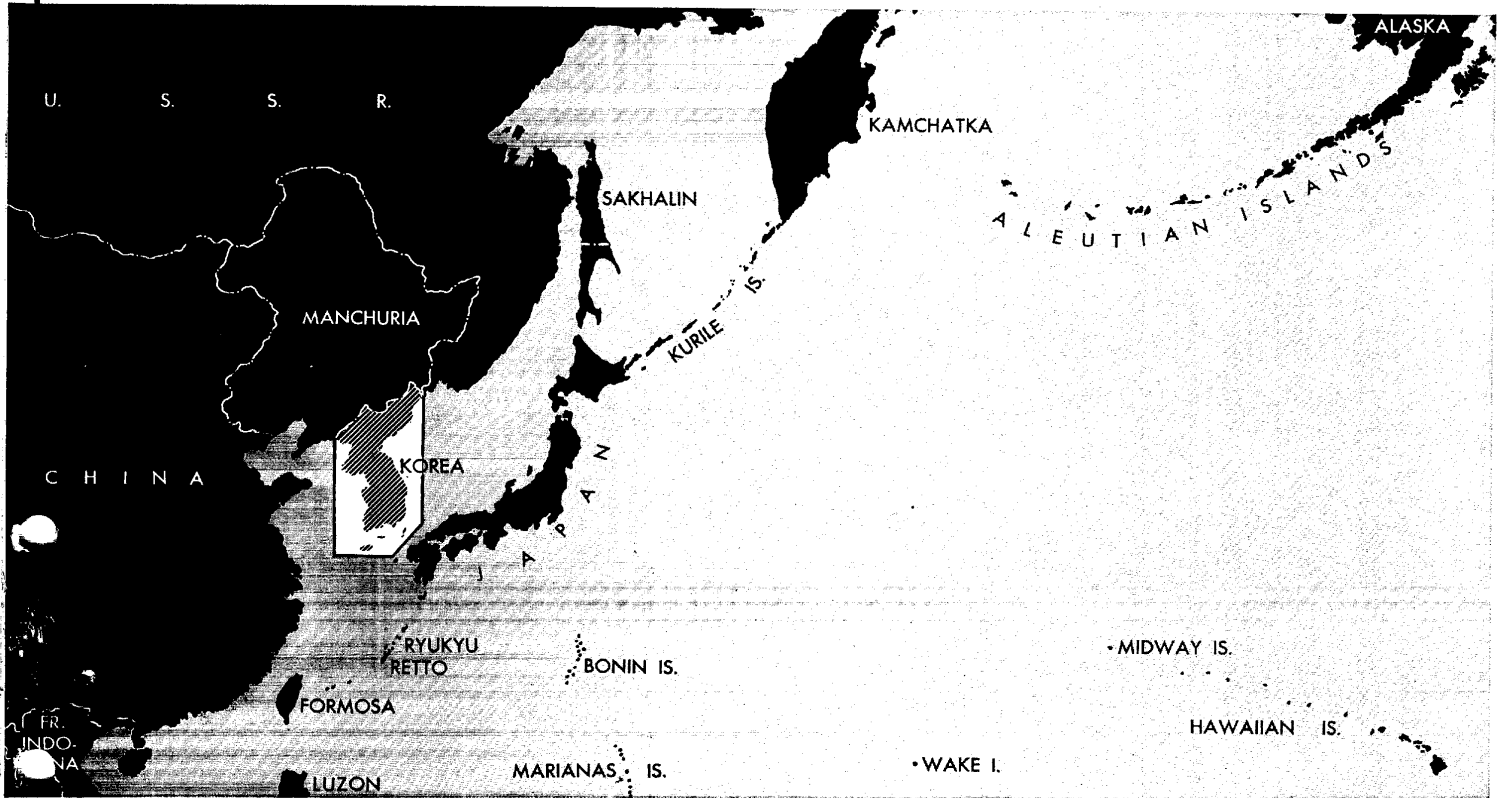 ALASKA
U. S. S. R.
KAMCHATKA
SAKHALIN
ALEUTIAN ISLANDS
MANCHURIA
KURILE IS.
KOREA
CHINA
JAPAN
RYUKYU
RETTO
BONIN IS.
MIDWAY IS.
FORMOSA
FR.
INDO-
HAWAIIAN IS.
MARIANAS IS.
WAKE I.
LUZON